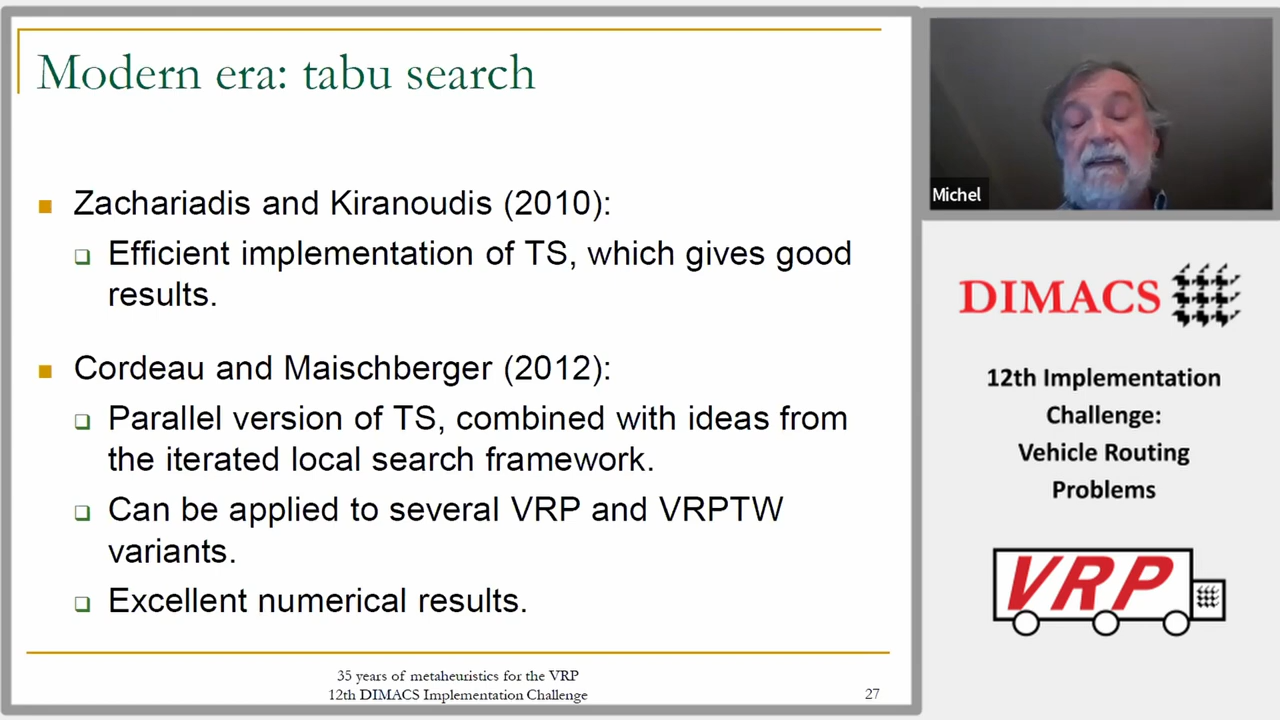 Modern era: tabu search
Zachariadis and Kiranoudis (2010):
Efficient implementation of TS, which gives good
results.
Cordeau and Maischberger (2012):
Parallel version of TS, combined with ideas from
the iterated local search framework.
Can be applied to several VRP and VRPTW
variants.
Excellent numerical results.
35 years of metaheuristics for the VRP
12th DIMACS Implementation Challenge
27
Michel
DIMACS
12th Implementation
Challenge:
Vehicle Routing
Problems
VRP